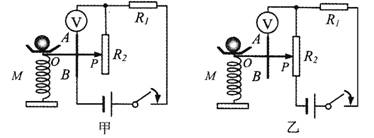 V R₁ V R₁
A A
O P R₂ O P R₂
M B M B
甲 乙